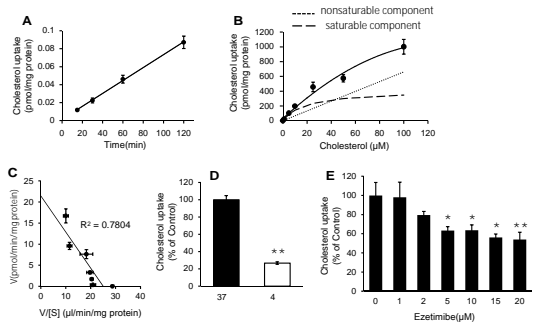 nonsaturable component
saturable component
A
Cholesterol uptake
(pmol/mg protein)
0.1
0.08
0.06
0.04
0.02
0
0 20 40 60 80 100 120
Time(min)
B
Cholesterol uptake
(pmol/mg protein)
1200
1000
800
600
400
200
0
0 20 40 60 80 100 120
Cholesterol (µM)
C
V(pmol/min/mg protein)
25
20
15
10
5
0
0 10 20 30 40
R² = 0.7804
V/[S] (µl/min/mg protein)
D
Cholesterol uptake
(% of Control)
120
100
80
60
40
20
0
**
37 4
E
Cholesterol uptake
(% of Control)
120
100
80
60
40
20
0
* * * **
0 1 2 5 10 15 20
Ezetimibe(µM)